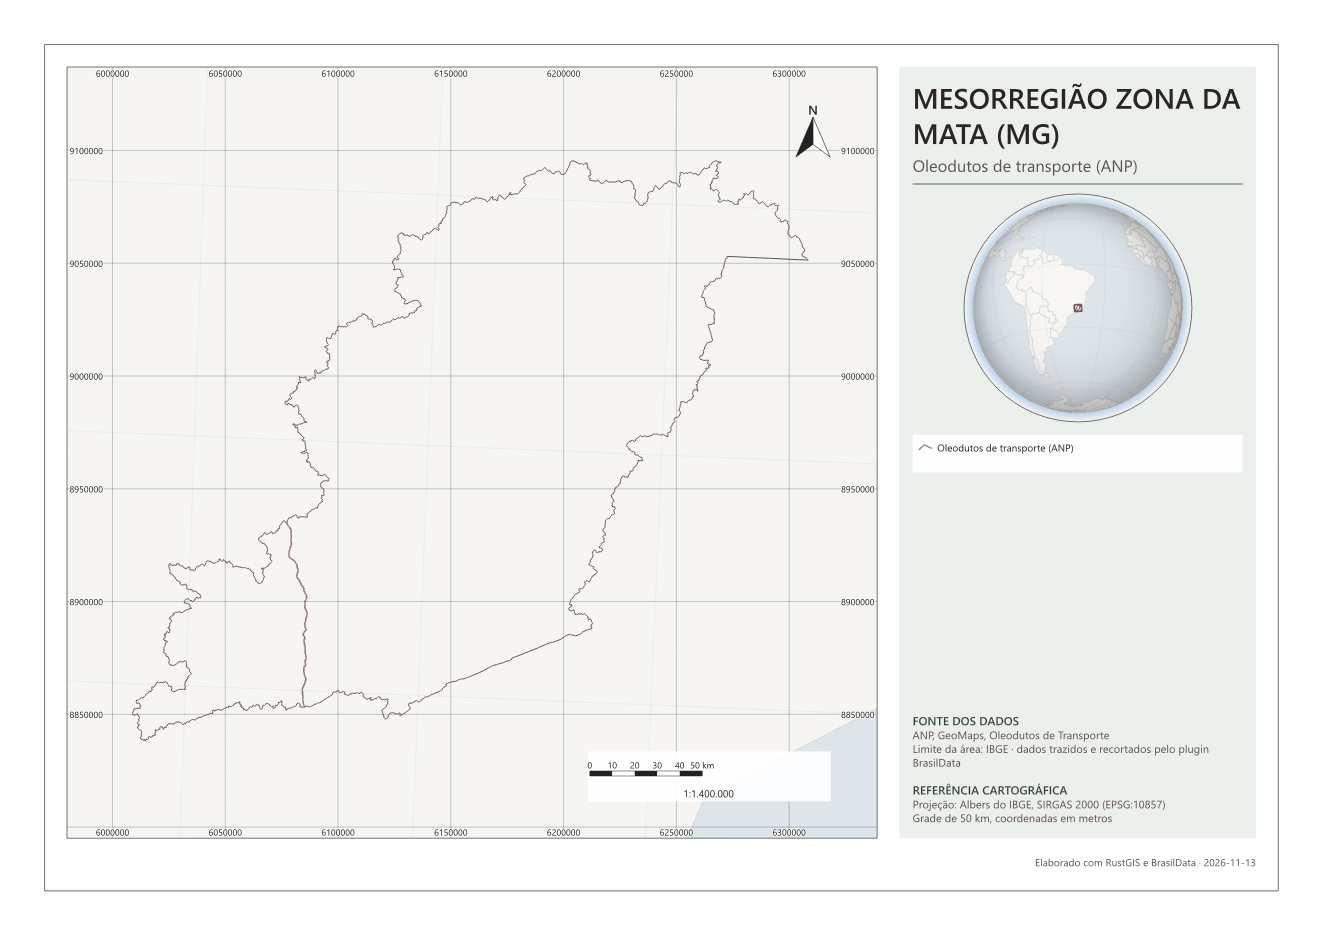 6000000 6050000 6100000 6150000 6200000 6250000 6300000
N
9100000 9100000
9050000 9050000
9000000 9000000
8950000 8950000
8900000 8900000
8850000 8850000
0 10 20 30 40 50 km
1:1.400.000
6000000 6050000 6100000 6150000 6200000 6250000 6300000
MESORREGIÃO ZONA DA
MATA (MG)
Oleodutos de transporte (ANP)
Oleodutos de transporte (ANP)
FONTE DOS DADOS
ANP, GeoMaps, Oleodutos de Transporte
Limite da área: IBGE · dados trazidos e recortados pelo plugin
BrasilData
REFERÊNCIA CARTOGRÁFICA
Projeção: Albers do IBGE, SIRGAS 2000 (EPSG:10857)
Grade de 50 km, coordenadas em metros
Elaborado com RustGIS e BrasilData · 2026-11-13